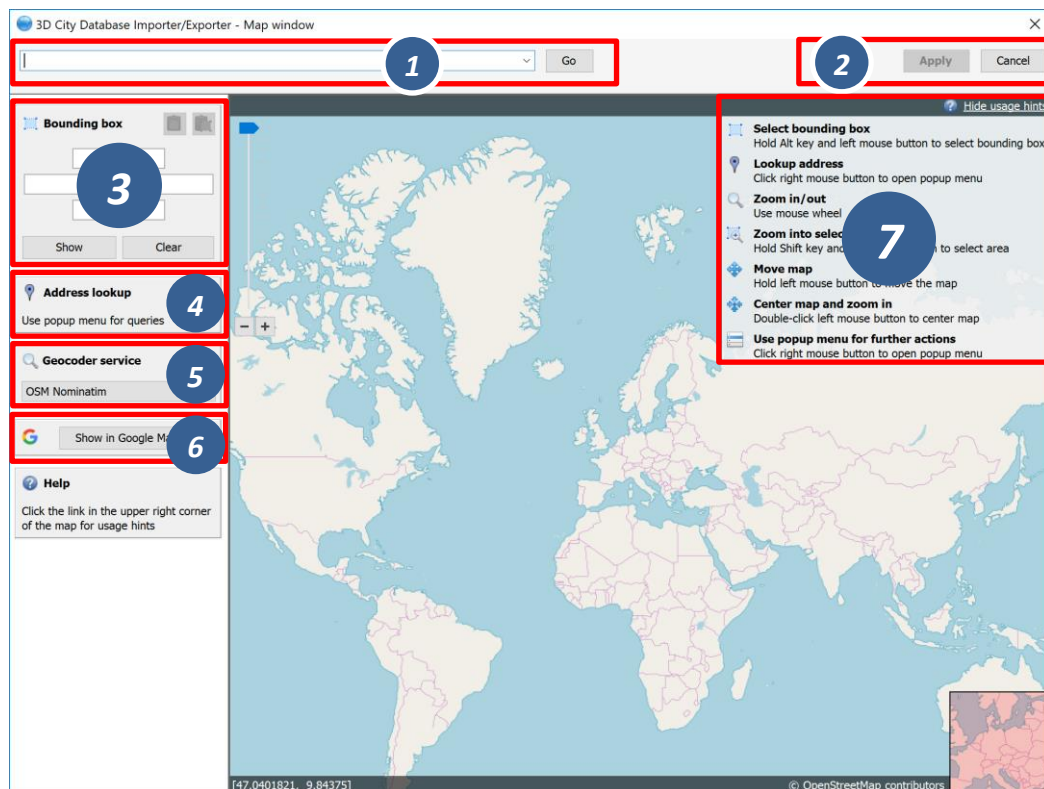 3D City Database Importer/Exporter - Map window
1
Go
2
Apply
Cancel
Hide usage hints
Bounding box
3
Show
Clear
4
Address lookup
Use popup menu for queries
5
Geocoder service
OSM Nominatim
6
Show in Google
Help
Click the link in the upper right corner
of the map for usage hints
7
Select bounding box
Hold Alt key and left mouse button to select bounding box
Lookup address
Click right mouse button to open popup menu
Zoom in/out
Use mouse wheel
Zoom into
Hold Shift key and to select area
Move map
Hold left mouse button to move the map
Center map and zoom in
Double-click left mouse button to center map
Use popup menu for further actions
Click right mouse button to open popup menu
[47.0401821, 9.84375]
© OpenStreetMap contributors